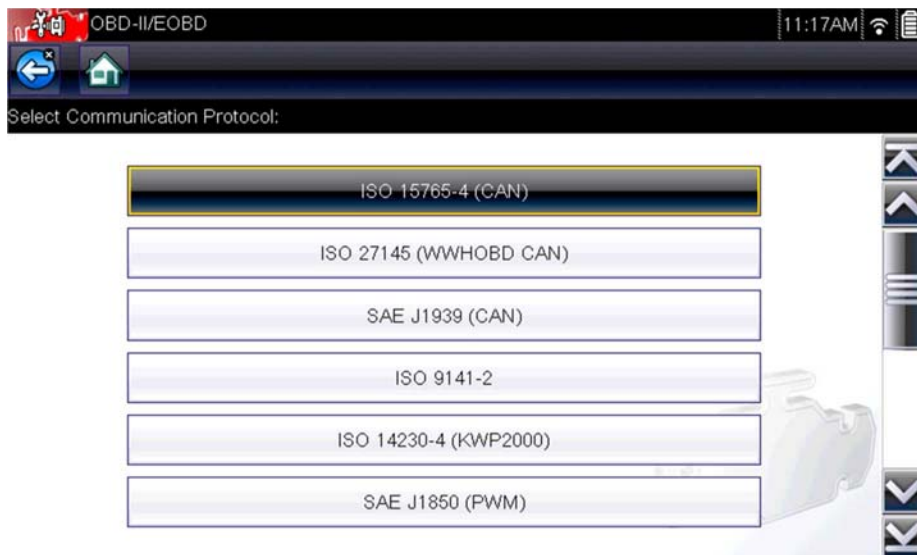 OBD-II/EOBD 11:17AM
Select Communication Protocol:
ISO 15765-4 (CAN)
ISO 27145 (WWHOBD CAN)
SAE J1939 (CAN)
ISO 9141-2
ISO 14230-4 (KWP2000)
SAE J1850 (PWM)